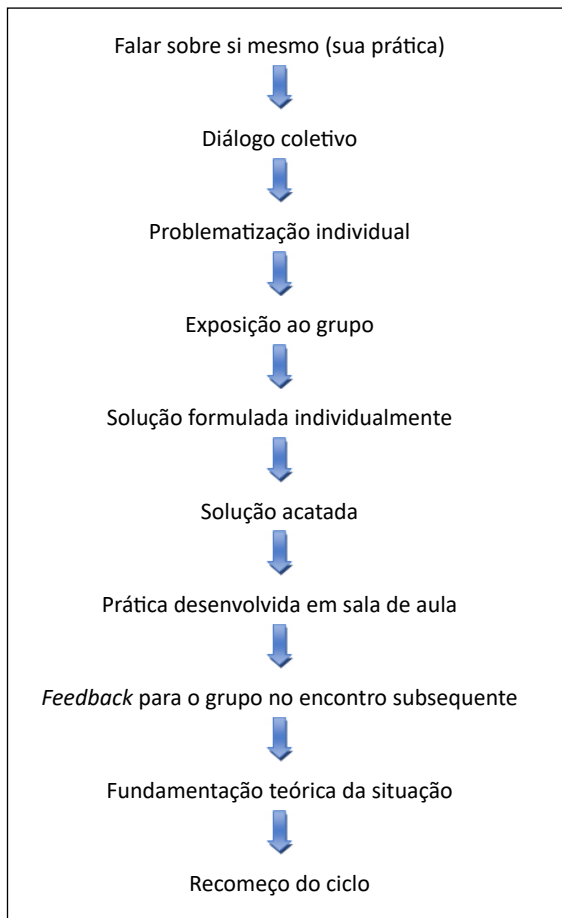 Falar sobre si mesmo (sua prática)
Diálogo coletivo
Problematização individual
Exposição ao grupo
Solução formulada individualmente
Solução acatada
Prática desenvolvida em sala de aula
Feedback para o grupo no encontro subsequente
Fundamentação teórica da situação
Recomeço do ciclo